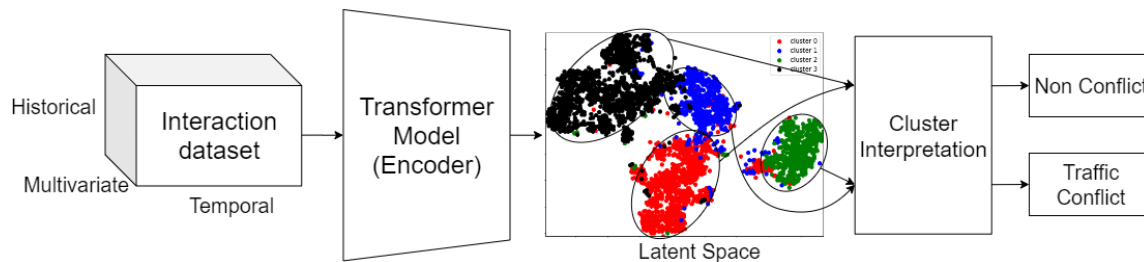 Historical
Multivariate
Temporal
Interaction
dataset
Transformer
Model
(Encoder)
cluster 0
cluster 1
cluster 2
cluster 3
Latent Space
Cluster
Interpretation
Non Conflict
Traffic
Conflict